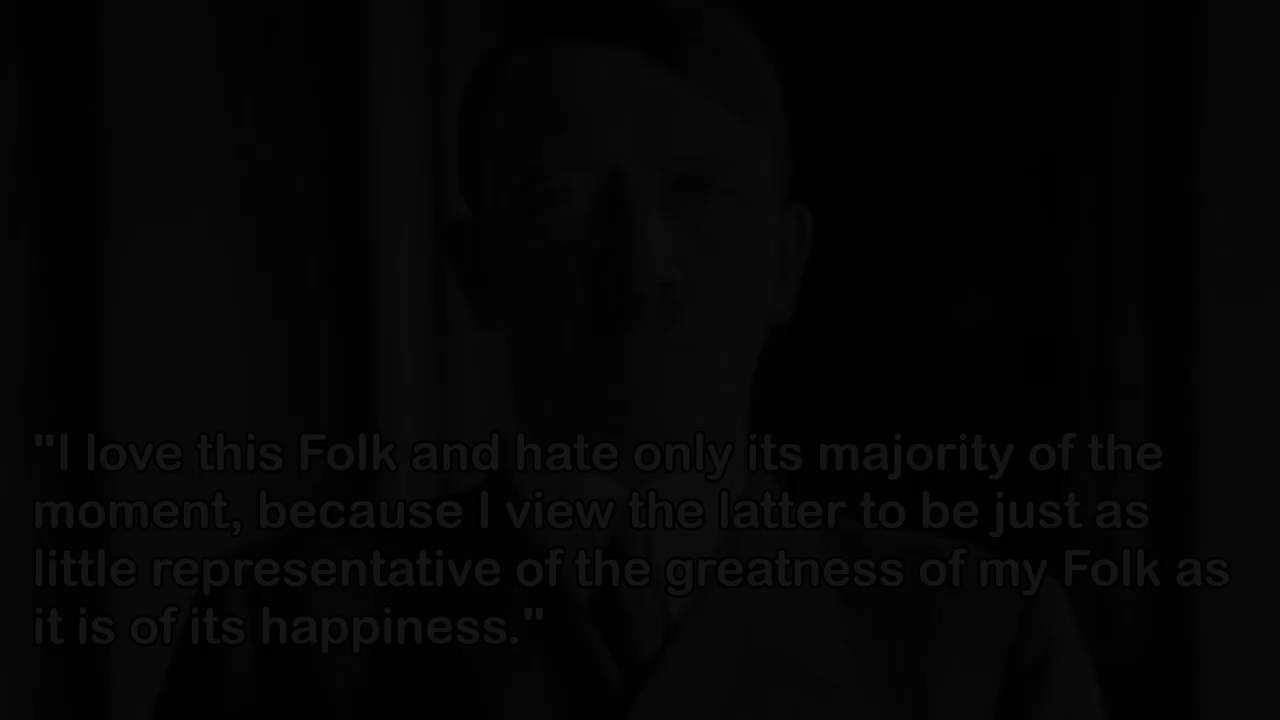 "I love this Folk and hate only its majority of the
moment, because I view the latter to be just as
little representative of the greatness of my Folk as
it is of its happiness."